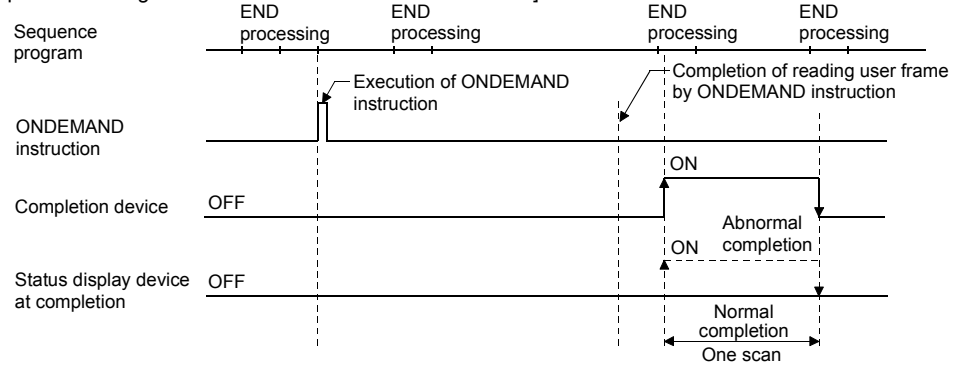 END
processing
END
processing
END
processing
END
processing
Sequence
program
Execution of ONDEMAND
instruction
Completion of reading user frame
by ONDEMAND instruction
ONDEMAND
instruction
ON
Completion device
OFF
Abnormal
completion
ON
Status display device
at completion
OFF
Normal
completion
One scan